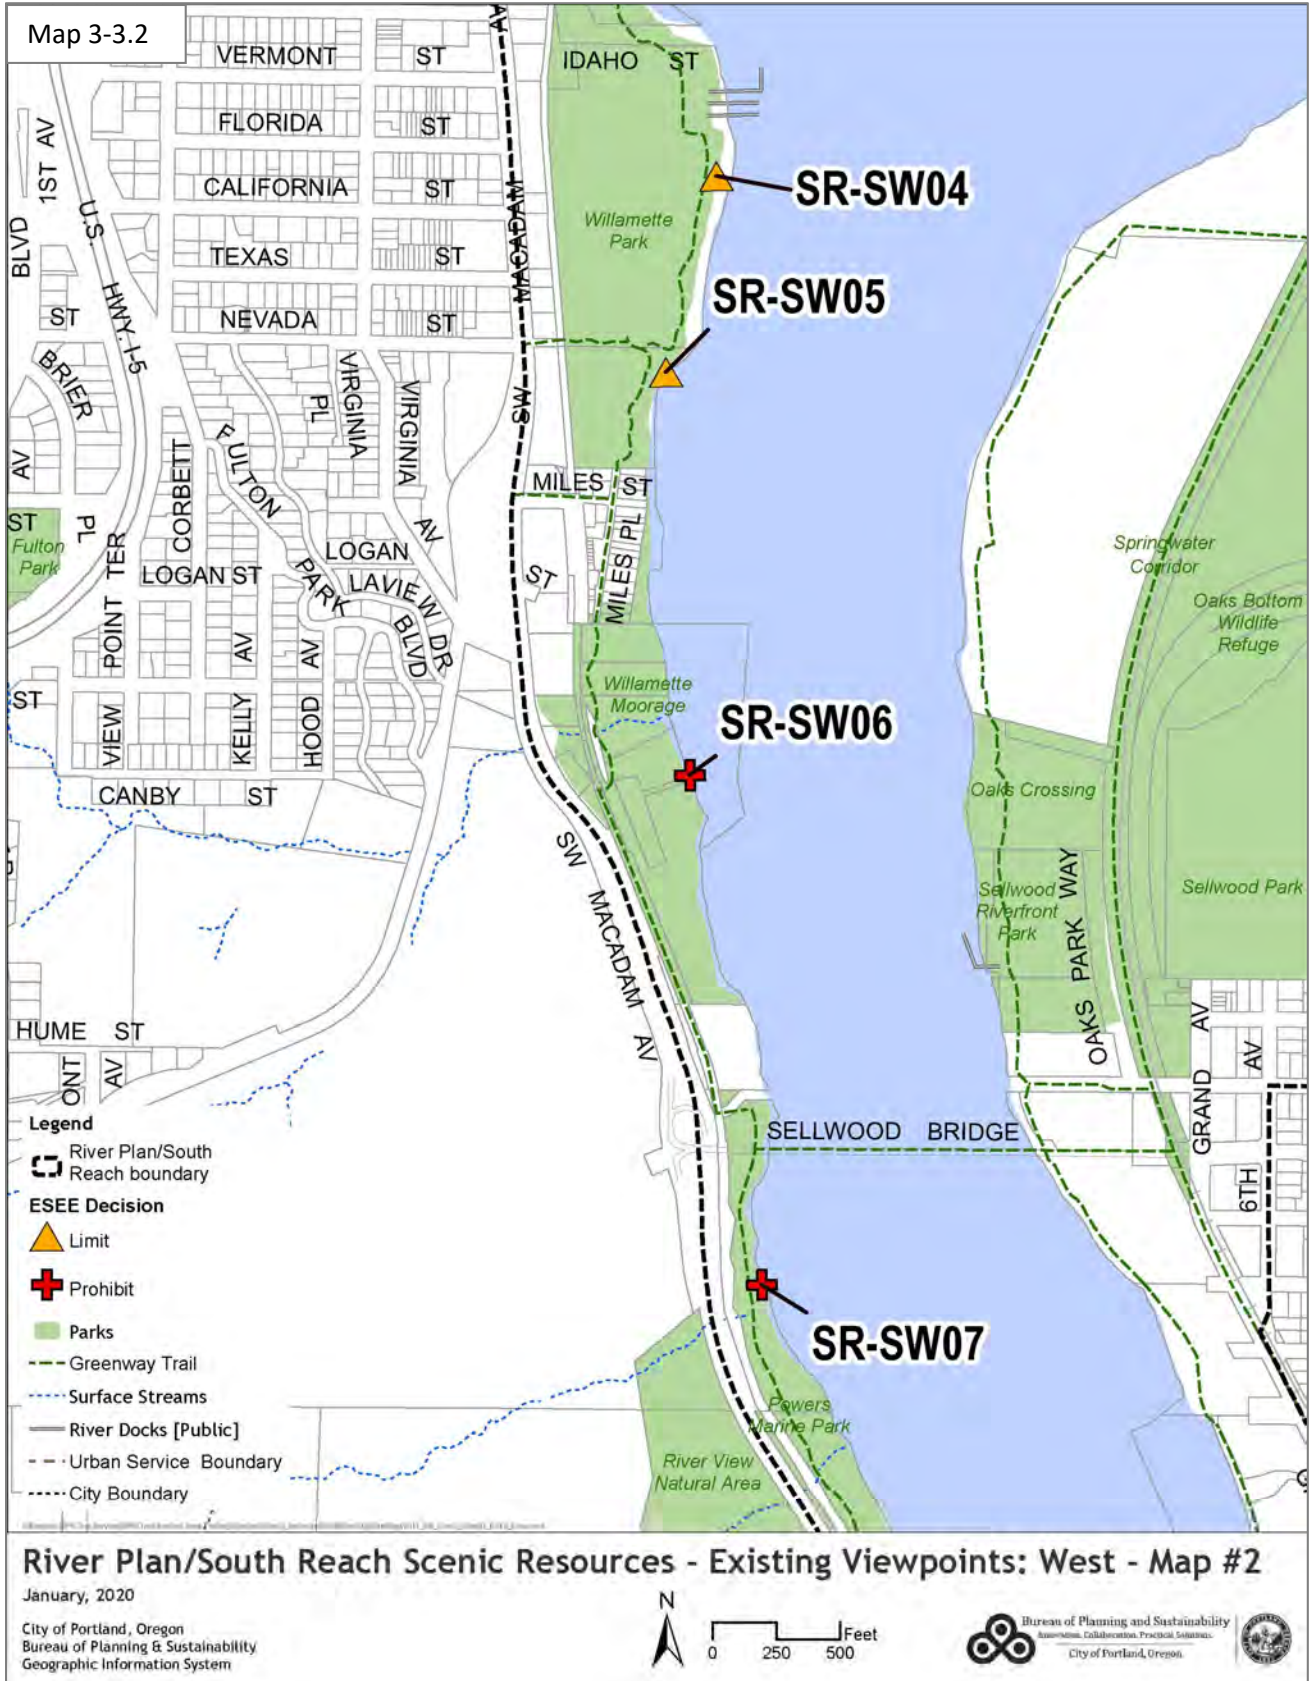 Map 3-3.2
VERMONT ST
IDAHO ST
FLORIDA ST
CALIFORNIA ST
TEXAS ST
NEVADA ST
1ST AV
BLVD
U.S. HWY. I-5
ST
BRIER
PL
AV
ST
Fulton
Park
AV
SW MACADAM
Willamette
Park
SR-SW04
SR-SW05
VIRGINIA
PL
VIRGINIA
AV
CORBETT
FULTON
PARK
BLVD
MILES ST
MILES PL
ST
LOGAN
LOGAN ST
LAVIEW DR
VIEW POINT TER
KELLY AV
HOOD AV
ST
CANBY ST
Willamette
Moorage
SR-SW06
Springwater
Corridor
Oaks Bottom
Wildlife
Refuge
Oaks Crossing
Sellwood
Riverfront
Park
OAKS PARK WAY
Sellwood Park
SW MACADAM AV
HUME ST
ONT
AV
GRAND AV
AV
6TH
SELLWOOD BRIDGE
SR-SW07
Powers
Marine Park
River View
Natural Area
Legend
River Plan/South
Reach boundary
ESEE Decision
Limit
Prohibit
Parks
Greenway Trail
Surface Streams
River Docks [Public]
Urban Service Boundary
City Boundary
River Plan/South Reach Scenic Resources - Existing Viewpoints: West - Map #2
January, 2020
City of Portland, Oregon
Bureau of Planning & Sustainability
Geographic Information System
N
0 250 500 Feet
Bureau of Planning and Sustainability
Innovation. Collaboration. Practical Solutions.
City of Portland, Oregon